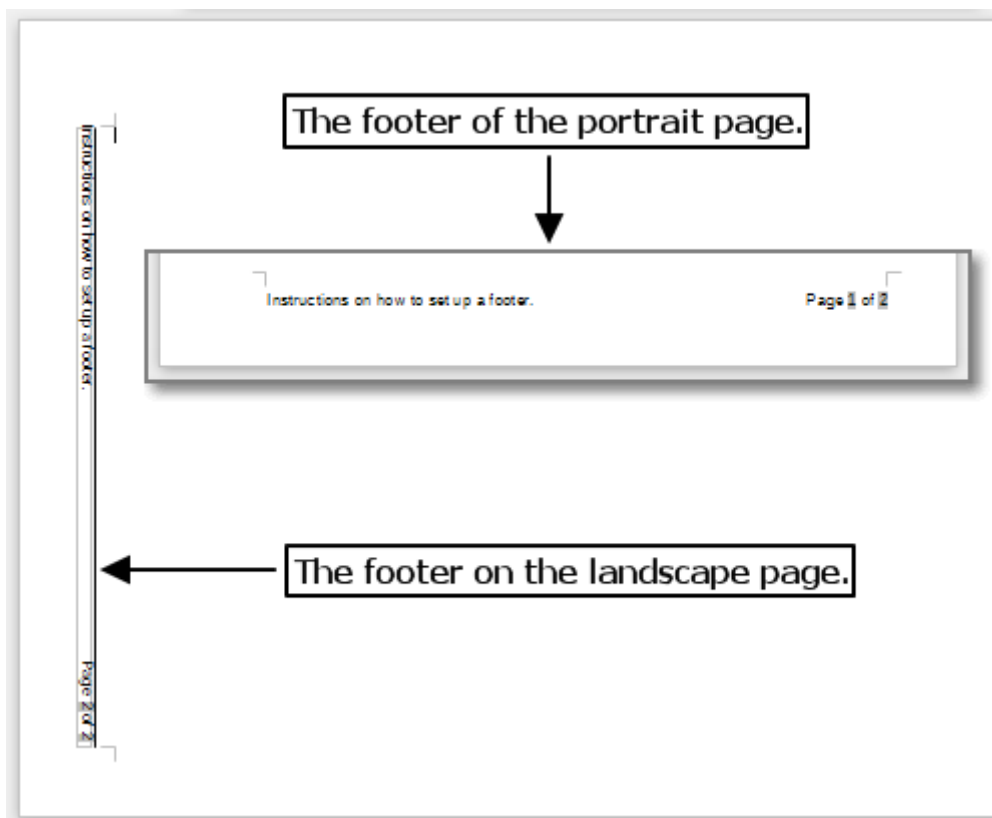 The footer of the portrait page.
Instructions on how to set up a footer.
Page 1 of 2
The footer on the landscape page.
Instructions on how to set up a footer.
Page 2 of 2